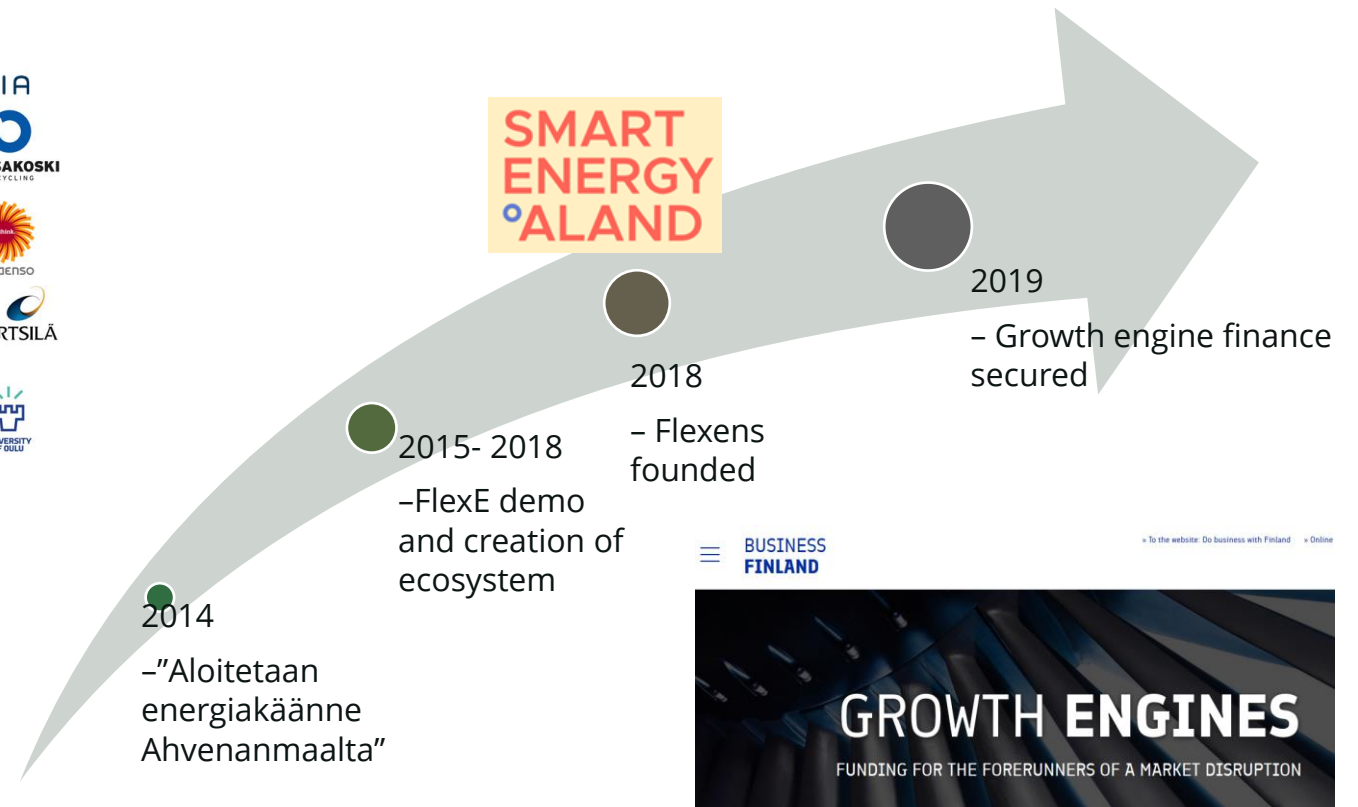 IA
SAKOSKI
SMART
ENERGY
°ALAND
2019
– Growth engine finance
secured
2018
– Flexens
founded
2015- 2018
–FlexE demo
and creation of
ecosystem
2014
–”Aloitetaan
energiakäänne
Ahvenanmaalta”
BUSINESS
FINLAND
» To the website: Do business with Finland » Online
GROWTH ENGINES
FUNDING FOR THE FORERUNNERS OF A MARKET DISRUPTION